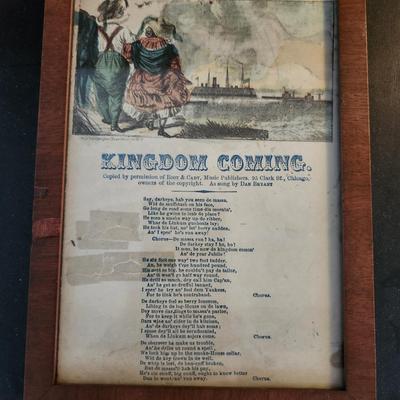 KINGDOM COMING.
Copied by permission of ROOT & CADY, Music Publishers. 95 Clark St., Chicago,
owners of the copyright. As sung by DAN BRYANT
Say, darkeys, hab you seen de massa,
Wid de muffstash on his face,
Go long de road some time dis mornin',
Like he gwine to leab de place?
He seen a smoke way up de ribber,
Whar de Linkum gunboats lay;
He took his hat, an' lef' berry sudden,
An' I spec' he's run away!
Chorus—De massa run? ha, ha!
De darkey stay? ho, ho!
It mus, be now de kingdom comin'
An' de year Jubilo!
He six foot one way' two foot tudder,
An, he weigh t'ree hundred pound,
His coat so big, he couldn't pay de tailor,
An' it won't go half way round,
He drill so much, dey call him Cap'an,
An' he get so dreffui tanned,
I spec' he try an' fool dem Yankees,
For to tink he's contraband. Chorus.
De darkeys feel so berry lonesum,
Libing in de log-House on de lawn,
Dey move dar tings to massa's parlor,
For to keep it while he's gone,
Dars wine an' cider in de kitchen,
An' de darkeys dey'll hab some;
I spose dey'll all be cornfiscated,
When de Linkum sojers come. Chorus.
De obserseer he make us trouble,
An' he dribe us round a spell,
We lock him up in the smoke-House cellar,
Wid de key frown in de well.
De whip is lost, de han-cuff broken,
But de massa'll hab his pay,
He's ole enuff, big enuff, ought to know better
Dan to went an' run away. Chorus.